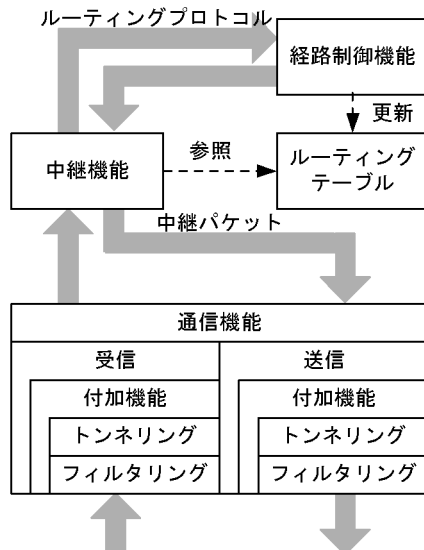 ルーティングプロトコル
経路制御機能
更新
中継機能
参照
ルーティング
テーブル
中継パケット
通信機能
受信
送信
付加機能
付加機能
トンネリング
トンネリング
フィルタリング
フィルタリング